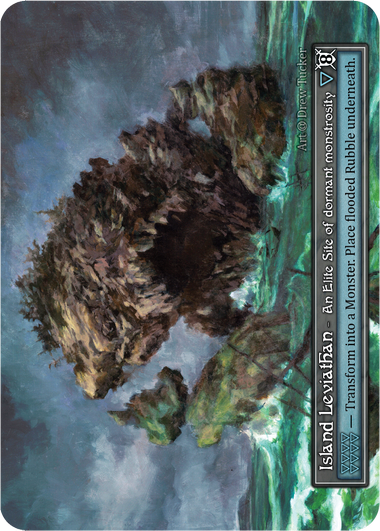 Art © Drew Tucker
Island Leviathan – An Elite Site of dormant monstrosity 8
— Transform into a Monster. Place flooded Rubble underneath.